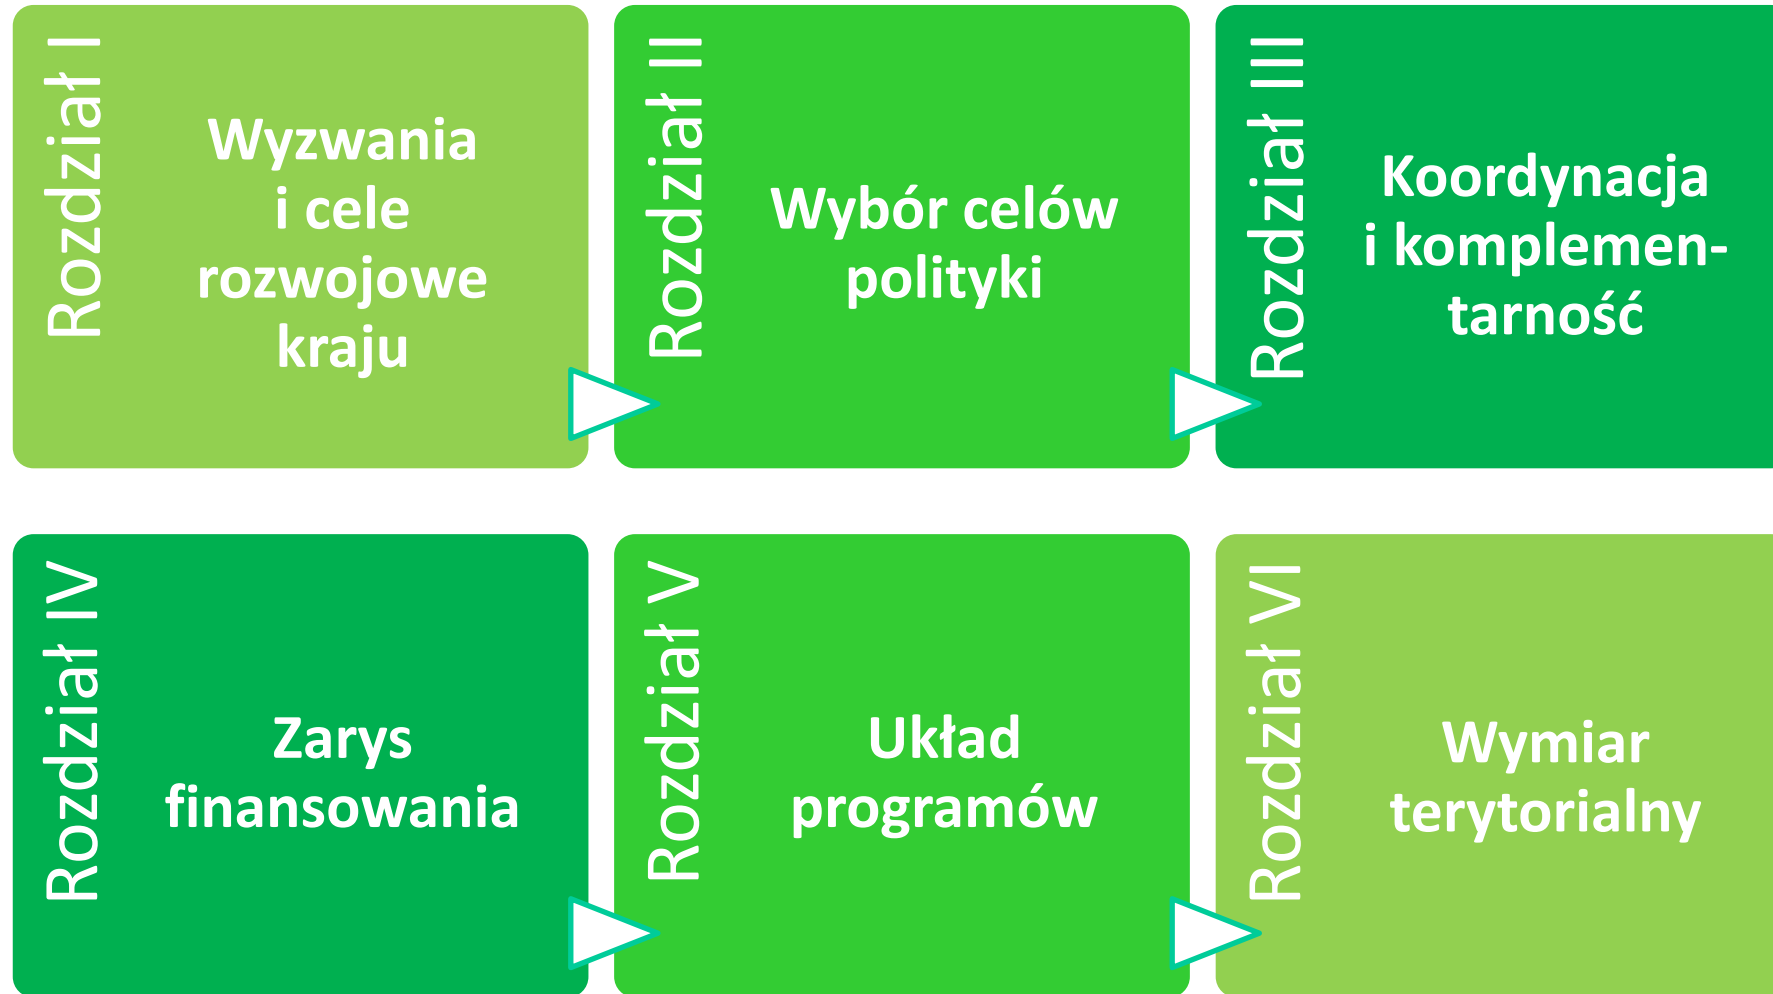 Rozdział I
Wyzwania
i cele
rozwojowe
kraju
Rozdział II
Wybór celów
polityki
Rozdział III
Koordynacja
i komplemen-
tarność
Rozdział IV
Zarys
finansowania
Rozdział V
Układ
programów
Rozdział VI
Wymiar
terytorialny